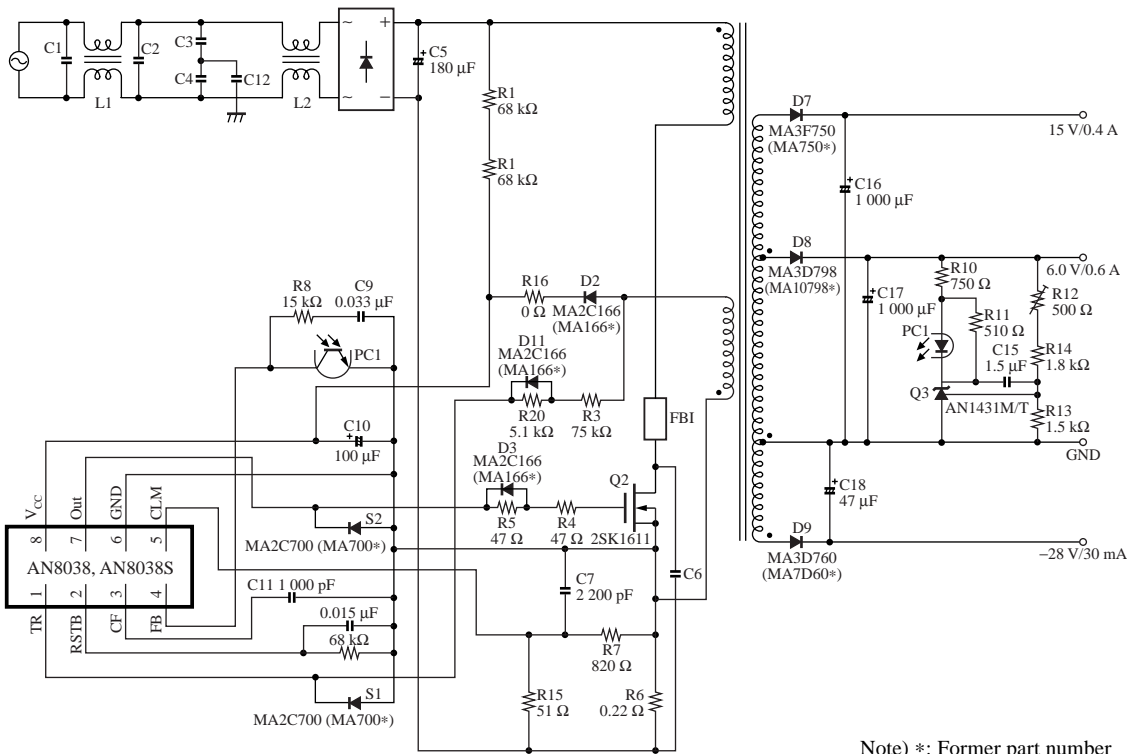 C1
L1
C2
C3
C4
C12
L2
~
~
+
−
C5
+
180 µF
R1
68 kΩ
R1
68 kΩ
R8
15 kΩ
C9
0.033 µF
PC1
R16
0 Ω
D2
MA2C166
(MA166*)
D11
MA2C166
(MA166*)
R20
5.1 kΩ
R3
75 kΩ
C10
+
100 µF
D3
MA2C166
(MA166*)
R5
47 Ω
R4
47 Ω
Q2
2SK1611
FBI
C6
S2
MA2C700 (MA700*)
VCC
Out
GND
CLM
8
7
6
5
AN8038, AN8038S
1
2
3
4
TR
RSTB
CF
FB
C11 1 000 pF
0.015 µF
68 kΩ
S1
MA2C700 (MA700*)
C7
2 200 pF
R7
820 Ω
R15
51 Ω
R6
0.22 Ω
D7
MA3F750
(MA750*)
15 V/0.4 A
+
C16
1 000 µF
D8
MA3D798
(MA10798*)
6.0 V/0.6 A
+
C17
1 000 µF
R10
750 Ω
R11
510 Ω
R12
500 Ω
PC1
C15
1.5 µF
R14
1.8 kΩ
Q3
AN1431M/T
R13
1.5 kΩ
GND
+
C18
47 µF
D9
MA3D760
(MA7D60*)
−28 V/30 mA
Note) *: Former part number